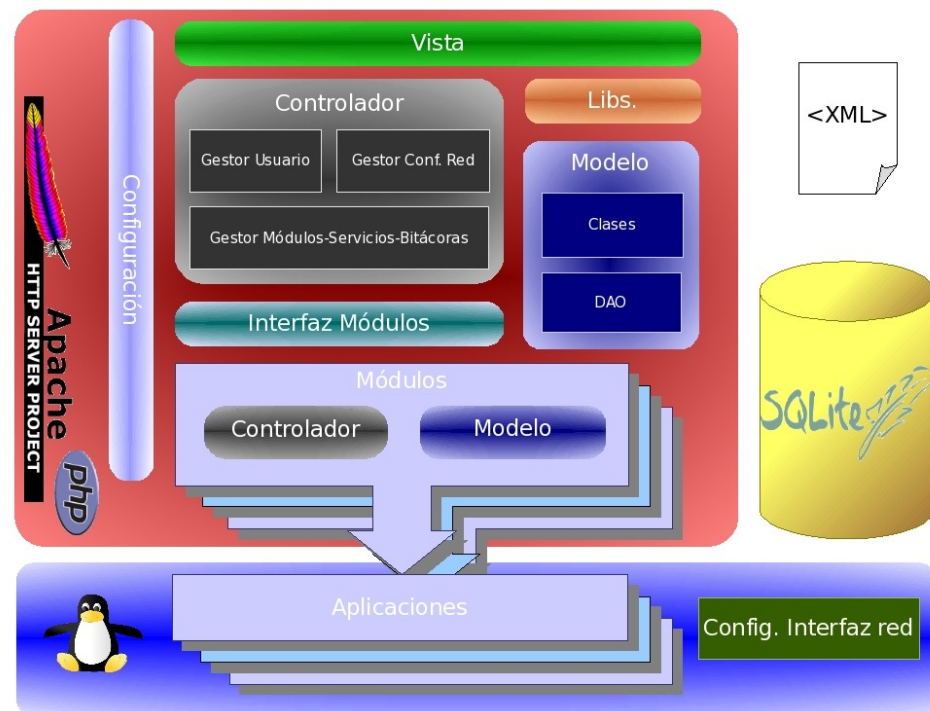 Vista
Configuración
Controlador
Gestor Usuario
Gestor Conf. Red
Gestor Módulos-Servicios-Bitácoras
Libs.
Modelo
Clases
DAO
<XML>
Interfaz Módulos
Módulos
Controlador
Modelo
Apache
HTTP SERVER PROJECT
php
SQLite
Aplicaciones
Config. Interfaz red